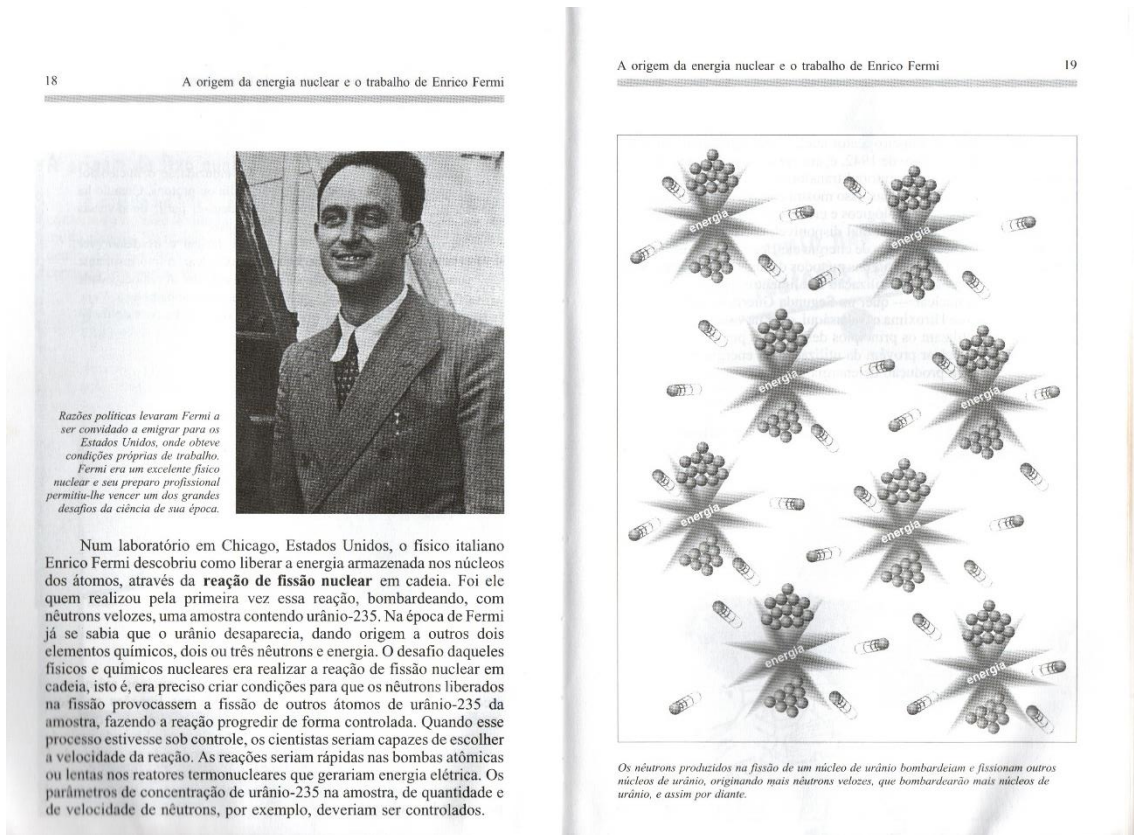 18
A origem da energia nuclear e o trabalho de Enrico Fermi
Razões políticas levaram Fermi a
ser convidado a emigrar para os
Estados Unidos, onde obteve
condições próprias de trabalho.
Fermi era um excelente físico
nuclear e seu preparo profissional
permitiu-lhe vencer um dos grandes
desafios da ciência de sua época.
Num laboratório em Chicago, Estados Unidos, o físico italiano
Enrico Fermi descobriu como liberar a energia armazenada nos núcleos
dos átomos, através da reação de fissão nuclear em cadeia. Foi ele
quem realizou pela primeira vez essa reação, bombardeando, com
nêutrons velozes, uma amostra contendo urânio-235. Na época de Fermi
já se sabia que o urânio desaparecia, dando origem a outros dois
elementos químicos, dois ou três nêutrons e energia. O desafio daqueles
físicos e químicos nucleares era realizar a reação de fissão nuclear em
cadeia, isto é, era preciso criar condições para que os nêutrons liberados
na fissão provocassem a fissão de outros átomos de urânio-235 da
amostra, fazendo a reação progredir de forma controlada. Quando esse
processo estivesse sob controle, os cientistas seriam capazes de escolher
a velocidade da reação. As reações seriam rápidas nas bombas atômicas
ou lentas nos reatores termonucleares que gerariam energia elétrica. Os
parâmetros de concentração de urânio-235 na amostra, de quantidade e
de velocidade de nêutrons, por exemplo, deveriam ser controlados.
A origem da energia nuclear e o trabalho de Enrico Fermi
19
energia
energia
energia
energia
energia
energia
energia
energia
Os nêutrons produzidos na fissão de um núcleo de urânio bombardeiam e fissionam outros
núcleos de urânio, originando mais nêutrons velozes, que bombardearão mais núcleos de
urânio, e assim por diante.